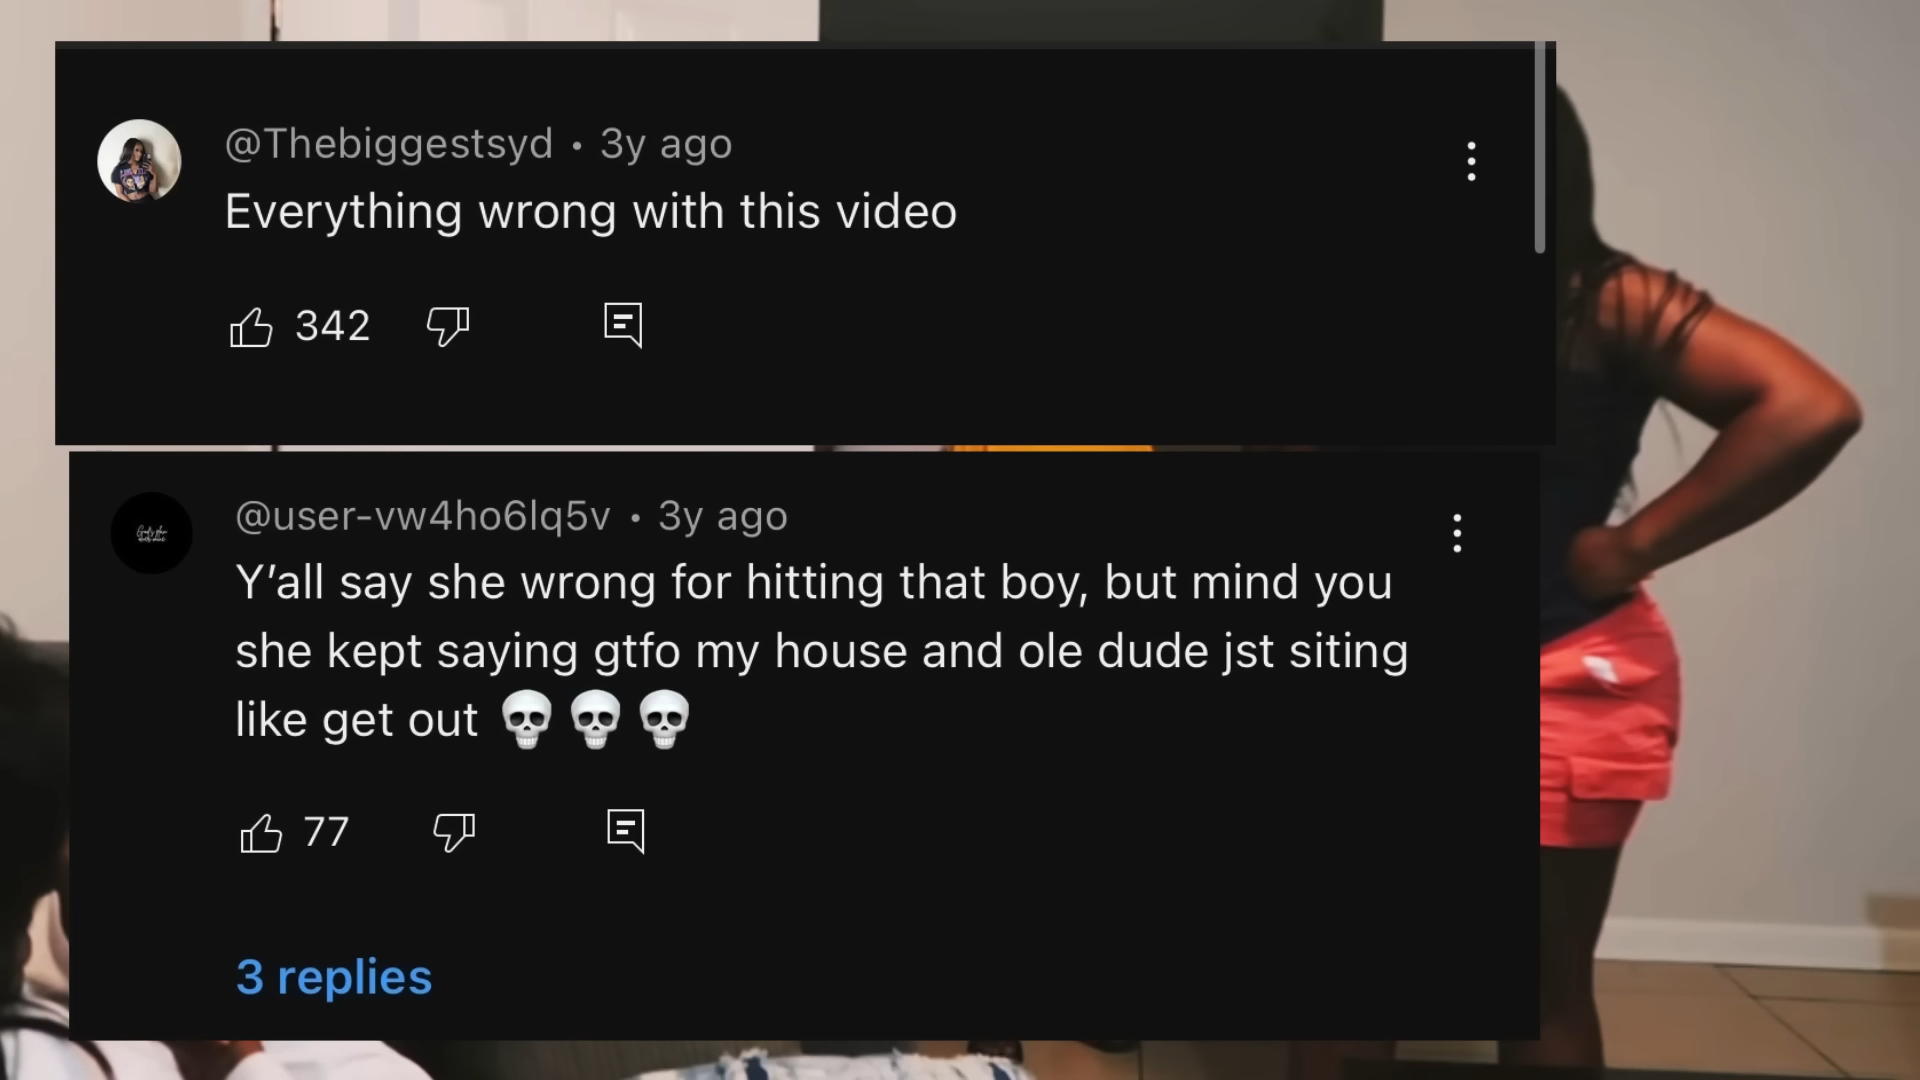 @Thebiggestsyd • 3y ago
Everything wrong with this video
342
@user-vw4ho6lq5v • 3y ago
Y’all say she wrong for hitting that boy, but mind you
she kept saying gtfo my house and ole dude jst siting
like get out 💀💀💀
77
3 replies